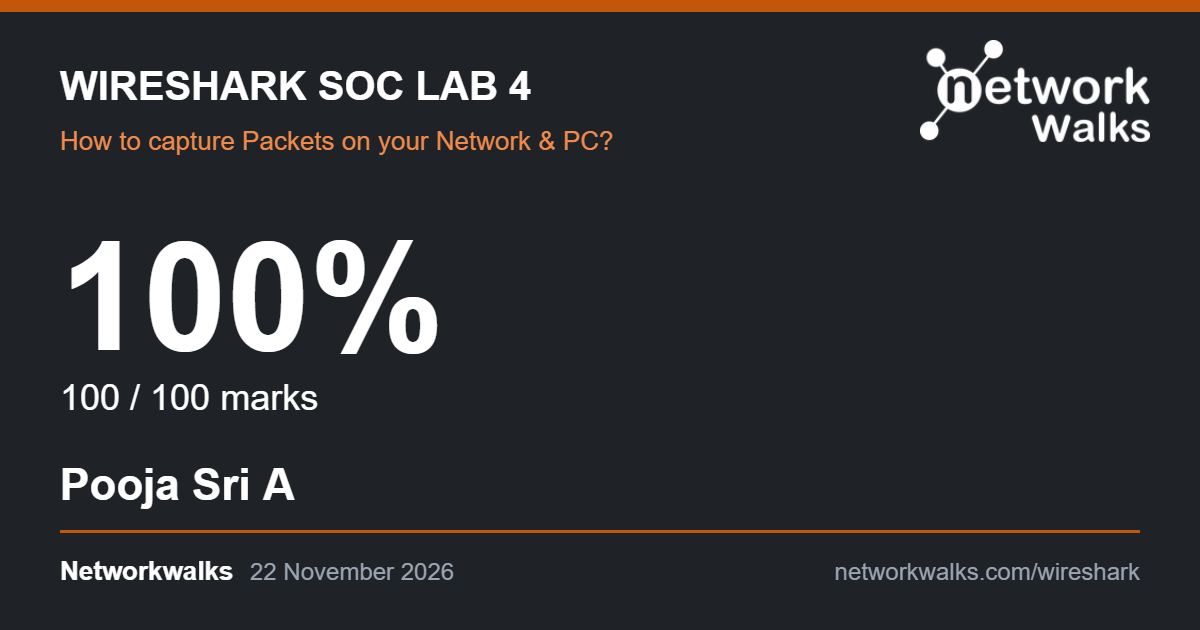 WIRESHARK SOC LAB 4
How to capture Packets on your Network & PC?
network
walks
100%
100 / 100 marks
Pooja Sri A
Networkwalks 22 November 2026
networkwalks.com/wireshark